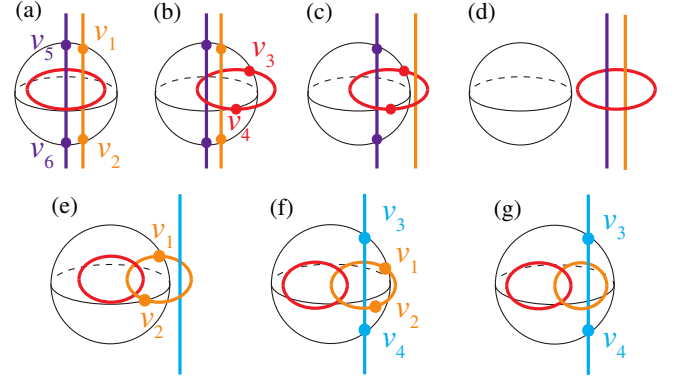 (a) (b) (c) (d)
v₅ v₁ v₃
v₆ v₂ v₄
(e) (f) (g)
v₁ v₃ v₁ v₃
v₂ v₂ v₄ v₄